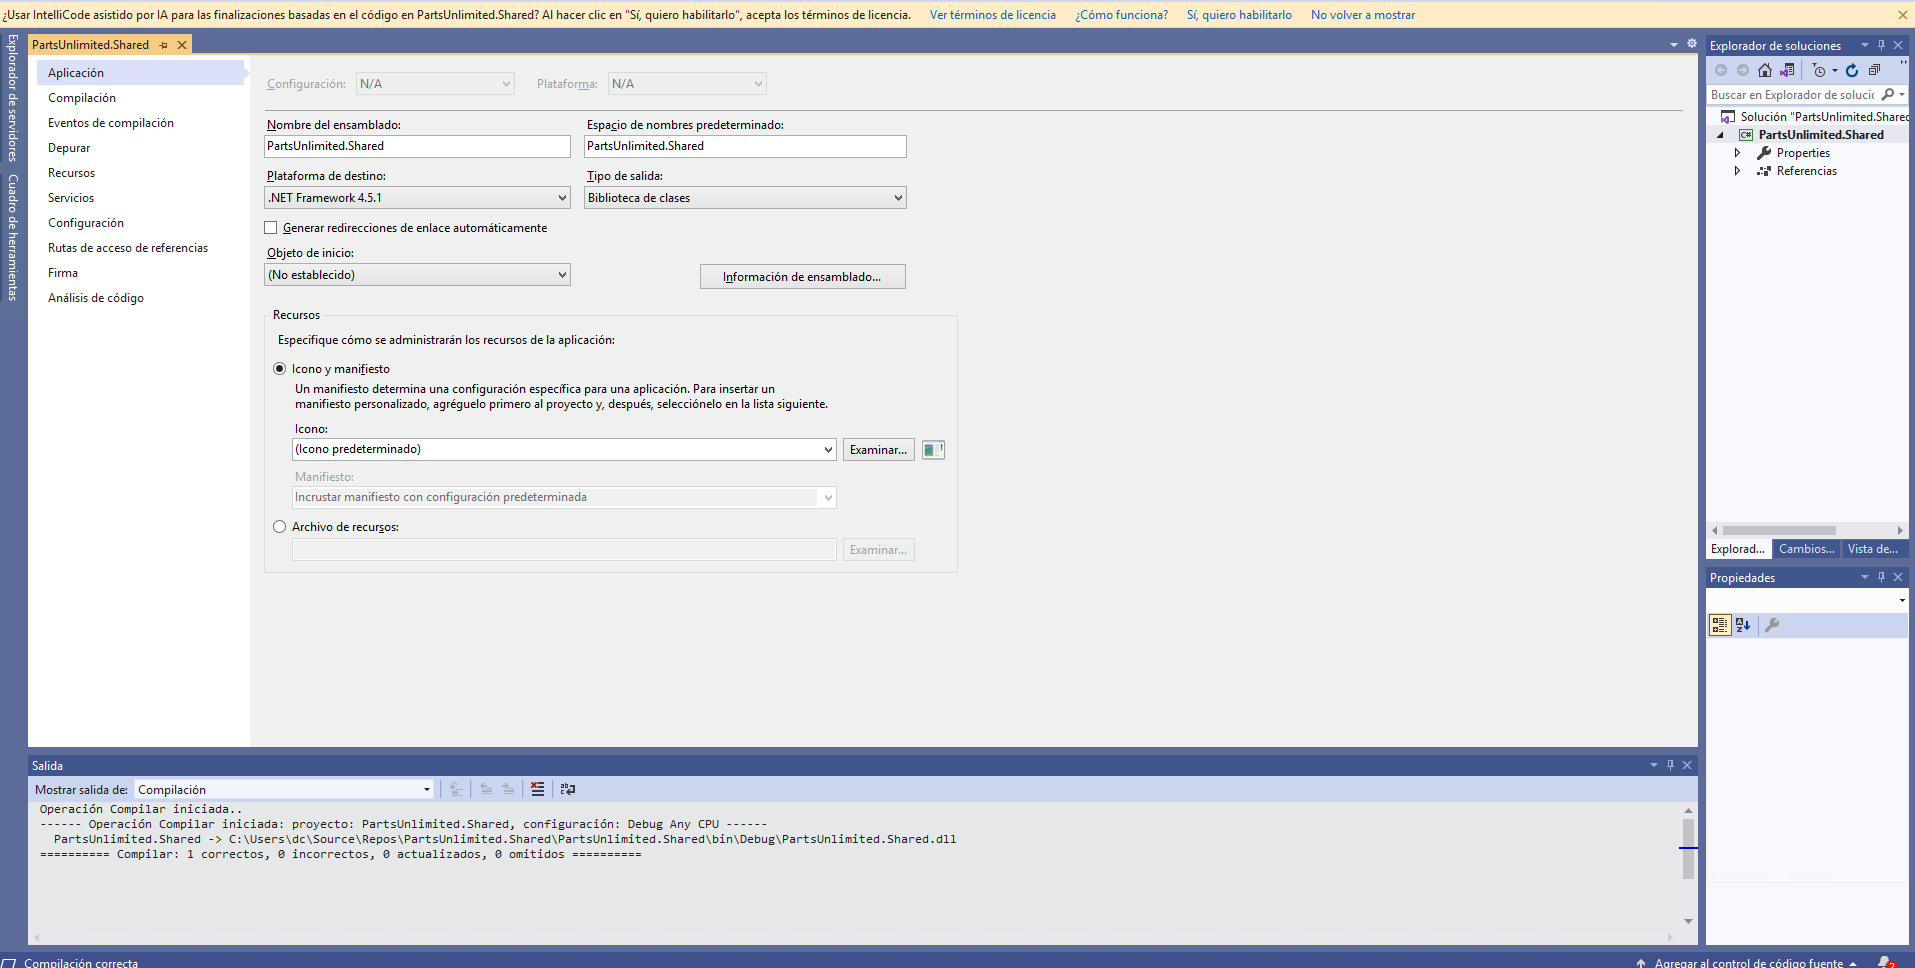 ¿Usar IntelliCode asistido por IA para las finalizaciones basadas en el código en PartsUnlimited.Shared? Al hacer clic en "Sí, quiero habilitarlo", acepta los términos de licencia. Ver términos de licencia ¿Cómo funciona? Sí, quiero habilitarlo No volver a mostrar
Explorador de servidores
Cuadro de herramientas
PartsUnlimited.Shared
Aplicación
Compilación
Eventos de compilación
Depurar
Recursos
Servicios
Configuración
Rutas de acceso de referencias
Firma
Análisis de código
Configuración: N/A Plataforma: N/A
Nombre del ensamblado: Espacio de nombres predeterminado:
PartsUnlimited.Shared PartsUnlimited.Shared
Plataforma de destino: Tipo de salida:
.NET Framework 4.5.1 Biblioteca de clases
Generar redirecciones de enlace automáticamente
Objeto de inicio:
(No establecido) Información de ensamblado...
Recursos
Especifique cómo se administrarán los recursos de la aplicación:
Icono y manifiesto
Un manifiesto determina una configuración específica para una aplicación. Para insertar un
manifiesto personalizado, agréguelo primero al proyecto y, después, selecciónelo en la lista siguiente.
Icono:
(Icono predeterminado) Examinar...
Manifiesto:
Incrustar manifiesto con configuración predeterminada
Archivo de recursos:
Examinar...
Explorador de soluciones
Buscar en Explorador de solucic
Solución "PartsUnlimited.Shared
C# PartsUnlimited.Shared
Properties
Referencias
Explorad... Cambios... Vista de...
Propiedades
Salida
Mostrar salida de: Compilación
Operación Compilar iniciada..
------ Operación Compilar iniciada: proyecto: PartsUnlimited.Shared, configuración: Debug Any CPU ------
PartsUnlimited.Shared -> C:\Users\dc\Source\Repos\PartsUnlimited.Shared\PartsUnlimited.Shared\bin\Debug\PartsUnlimited.Shared.dll
========== Compilar: 1 correctos, 0 incorrectos, 0 actualizados, 0 omitidos ==========
Compilación correcta Agregar al control de código fuente 2